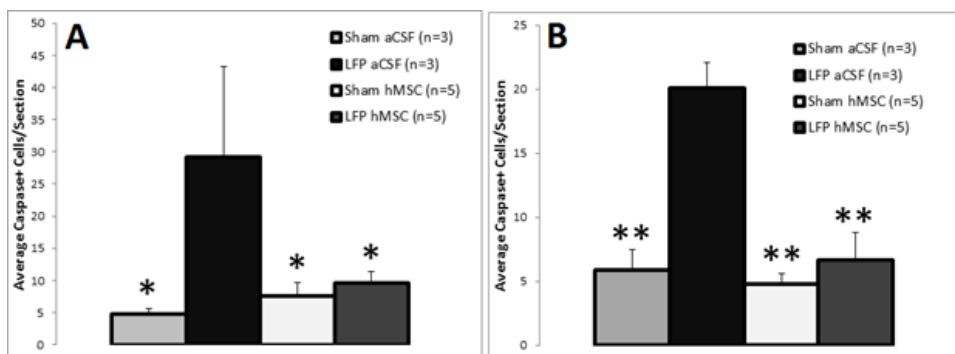 A
Average Caspase+ Cells/Section
50
45
40
35
30
25
20
15
10
5
0
Sham aCSF (n=3)
LFP aCSF (n=3)
Sham hMSC (n=5)
LFP hMSC (n=5)
*
*
*
B
Average Caspase+ Cells/Section
25
20
15
10
5
0
Sham aCSF (n=3)
LFP aCSF (n=3)
Sham hMSC (n=5)
LFP hMSC (n=5)
**
**
**